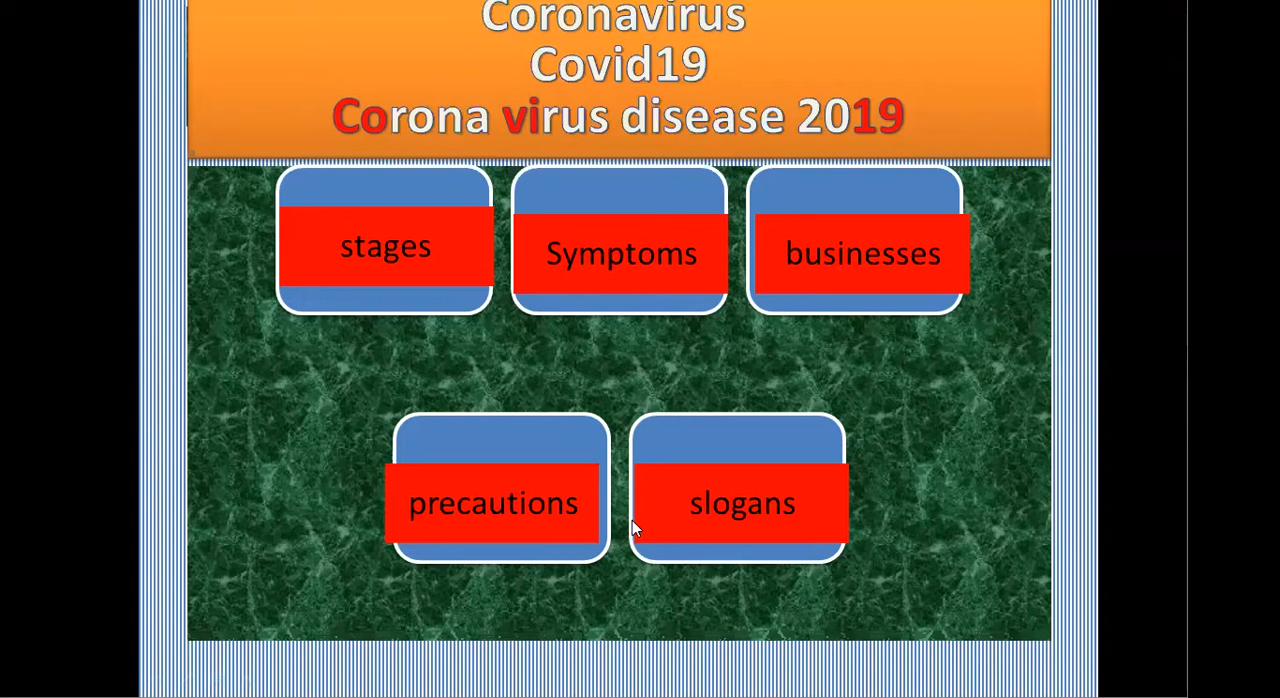 Coronavirus
Covid19
Corona virus disease 2019
stages
Symptoms
businesses
precautions
slogans